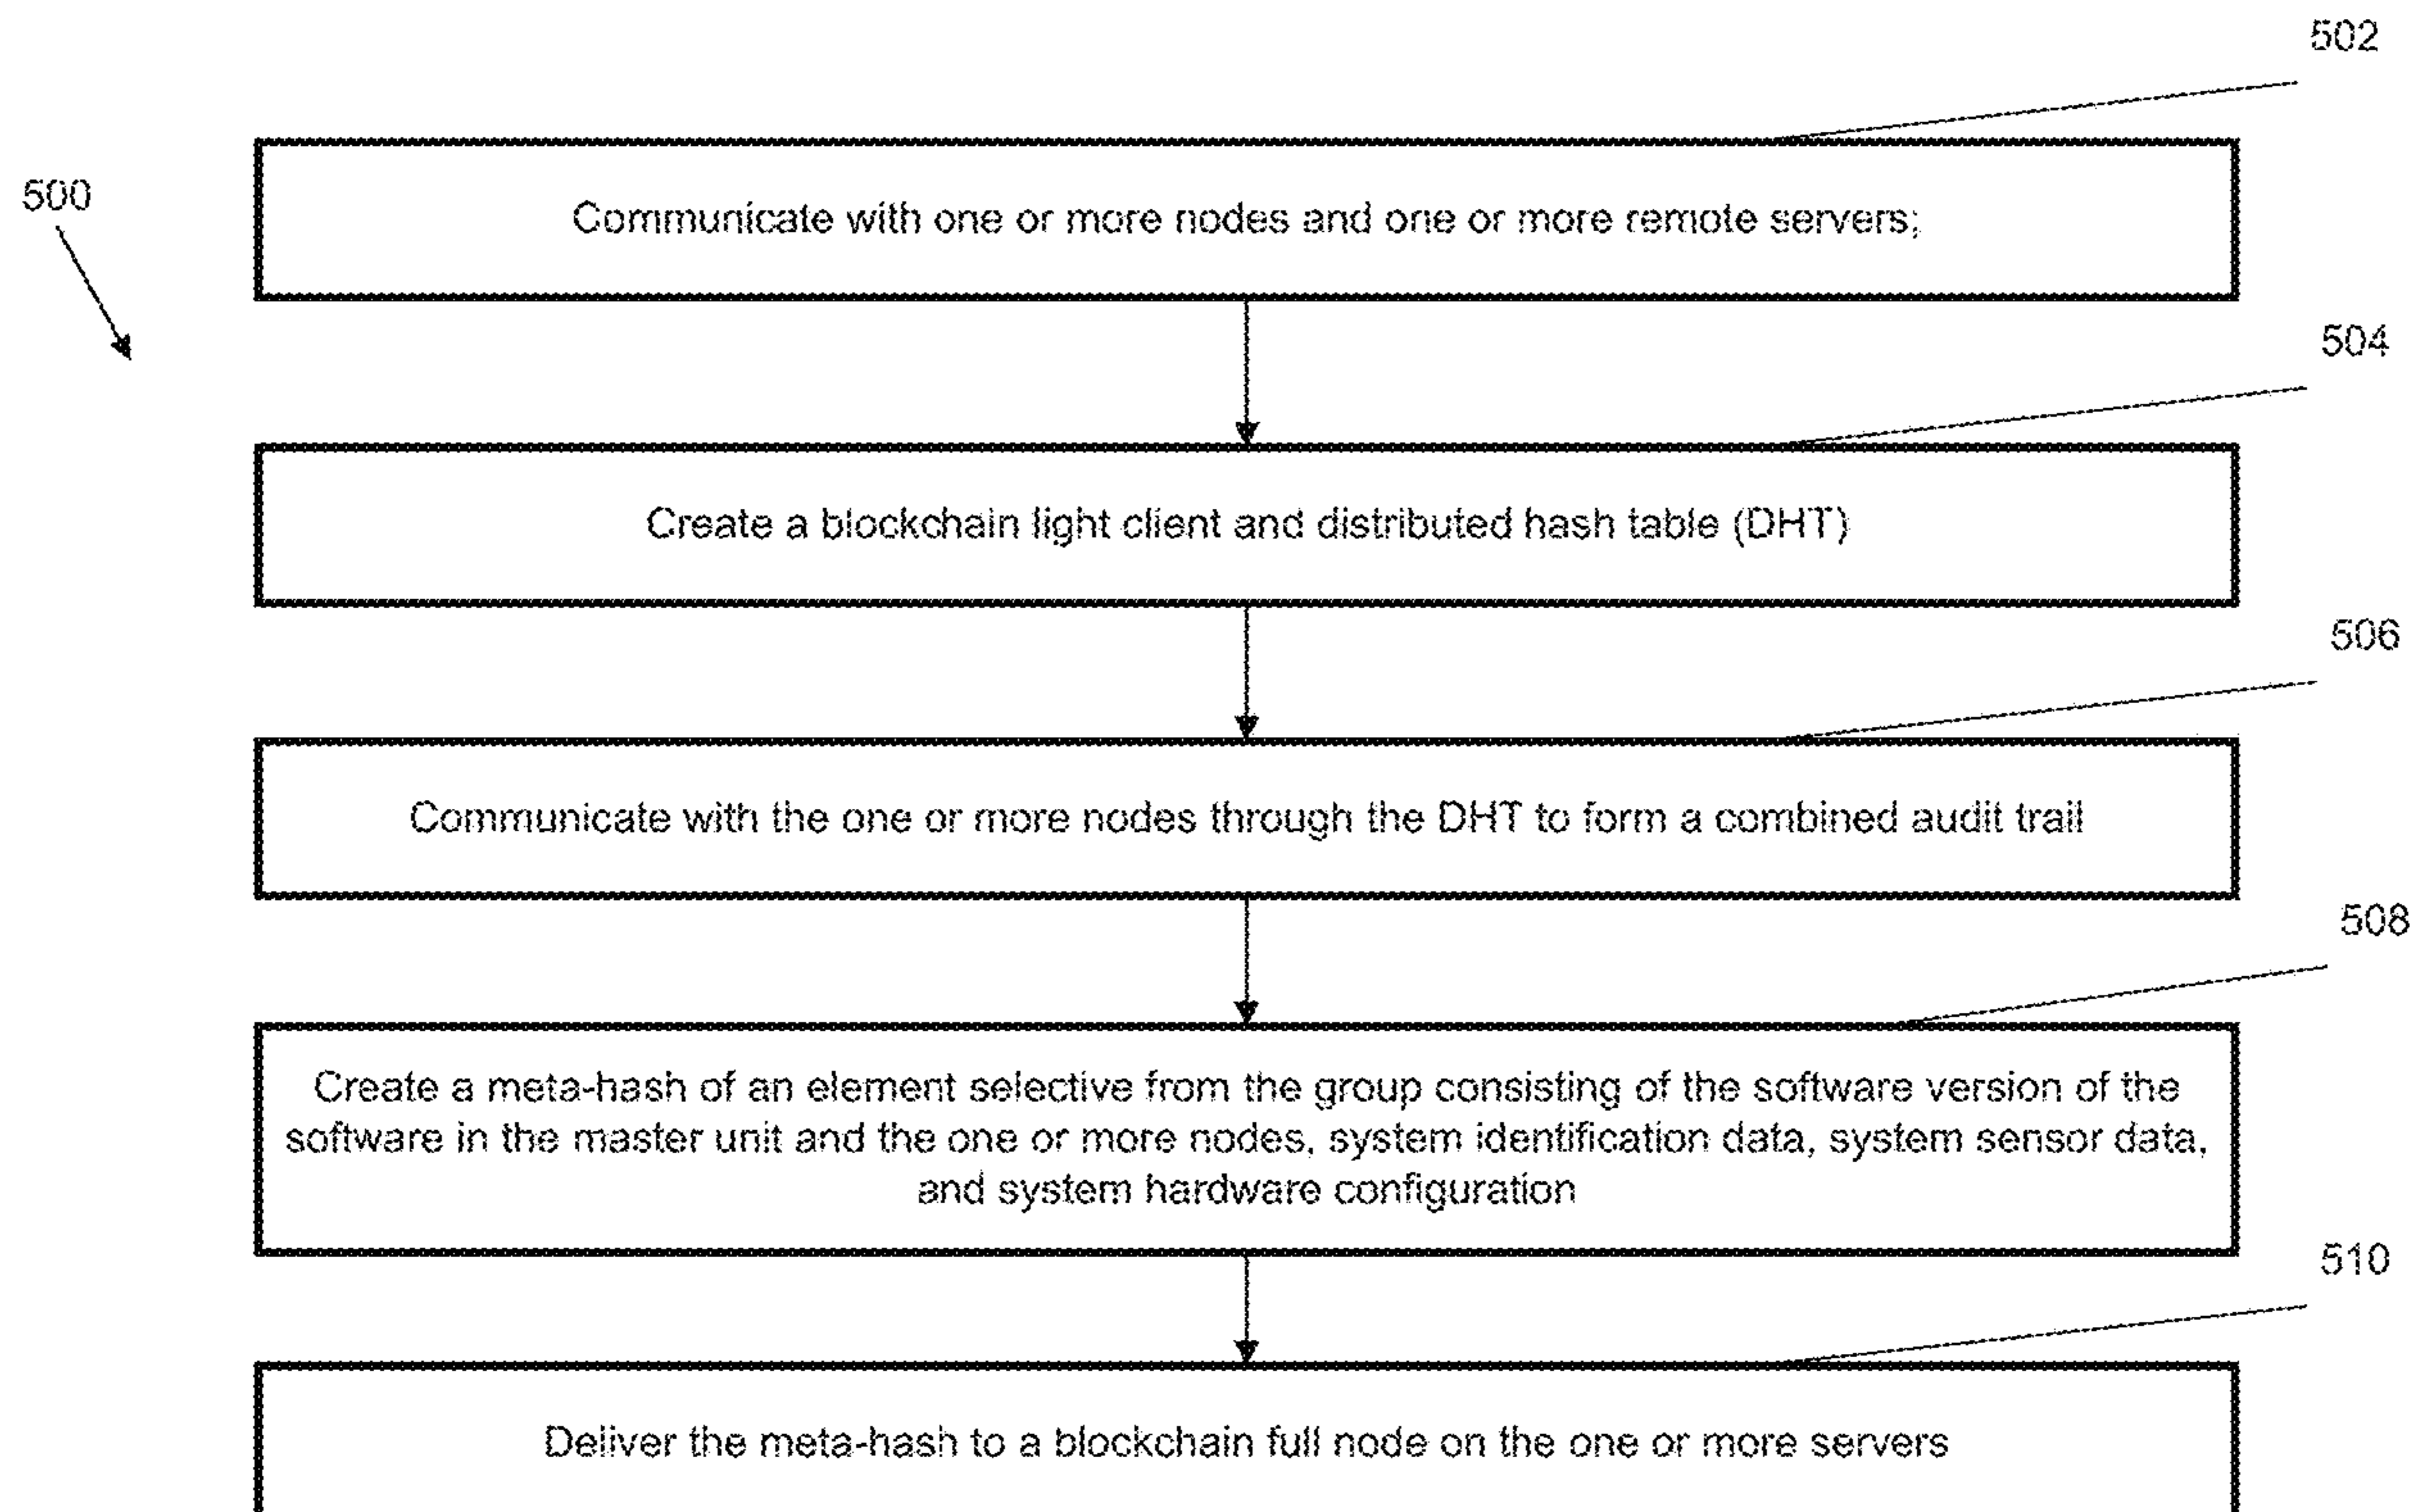 502
500
Communicate with one or more nodes and one or more remote servers;
504
Create a blockchain light client and distributed hash table (DHT)
506
Communicate with the one or more nodes through the DHT to form a combined audit trail
508
Create a meta-hash of an element selective from the group consisting of the software version of the
software in the master unit and the one or more nodes, system identification data, system sensor data,
and system hardware configuration
510
Deliver the meta-hash to a blockchain full node on the one or more servers